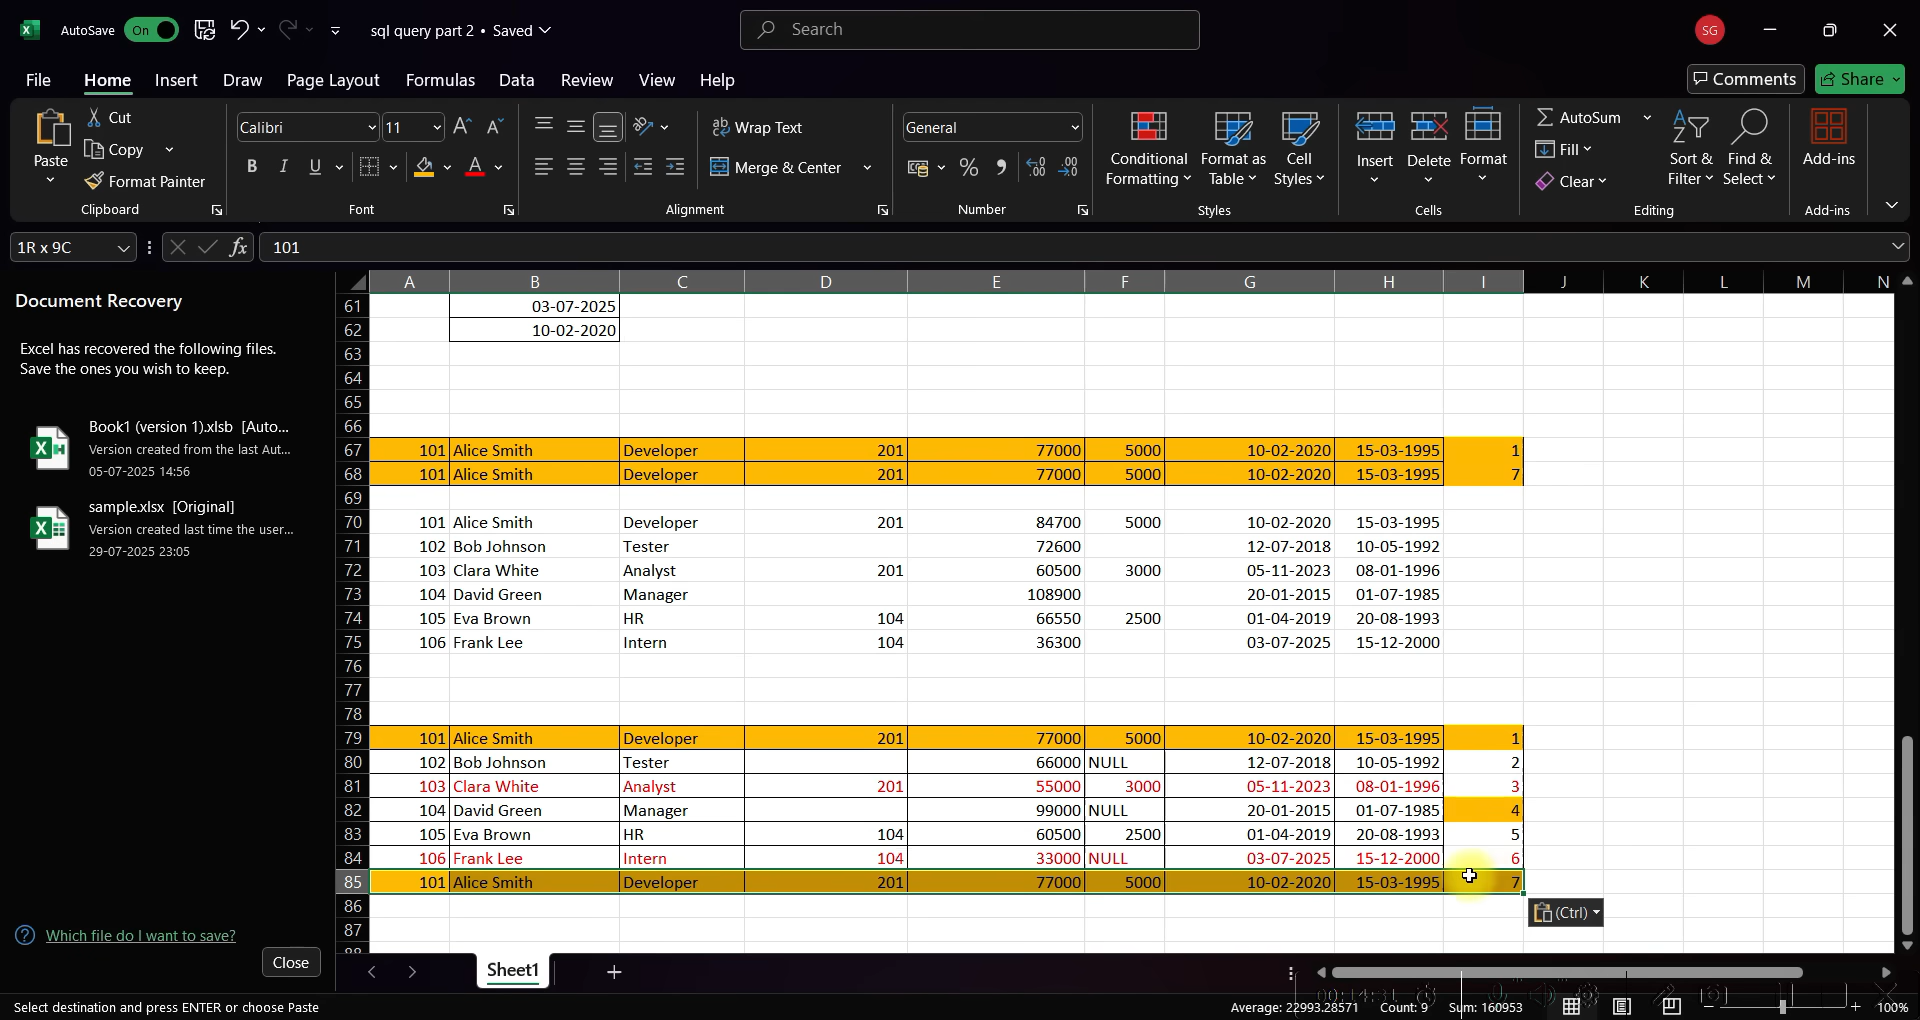 AutoSave On sql query part 2 • Saved Search SG
File Home Insert Draw Page Layout Formulas Data Review View Help Comments Share
Paste Cut Copy Format Painter Clipboard
Calibri 11 B I U A Font
Wrap Text Merge & Center Alignment
General % Number
Conditional Formatting Format as Table Cell Styles Styles
Insert Delete Format Cells
AutoSum Fill Clear Sort & Filter Find & Select Editing
Add-ins Add-ins
1R x 9C fx 101
Document Recovery
Excel has recovered the following files.
Save the ones you wish to keep.
Book1 (version 1).xlsb [Auto...
Version created from the last Aut...
05-07-2025 14:56
sample.xlsx [Original]
Version created last time the user...
29-07-2025 23:05
Which file do I want to save?
Close
A B C D E F G H I J K L M N
61 03-07-2025
62 10-02-2020
63
64
65
66
67 101 Alice Smith Developer 201 77000 5000 10-02-2020 15-03-1995 1
68 101 Alice Smith Developer 201 77000 5000 10-02-2020 15-03-1995 7
69
70 101 Alice Smith Developer 201 84700 5000 10-02-2020 15-03-1995
71 102 Bob Johnson Tester 72600 12-07-2018 10-05-1992
72 103 Clara White Analyst 201 60500 3000 05-11-2023 08-01-1996
73 104 David Green Manager 108900 20-01-2015 01-07-1985
74 105 Eva Brown HR 104 66550 2500 01-04-2019 20-08-1993
75 106 Frank Lee Intern 104 36300 03-07-2025 15-12-2000
76
77
78
79 101 Alice Smith Developer 201 77000 5000 10-02-2020 15-03-1995 1
80 102 Bob Johnson Tester 66000 NULL 12-07-2018 10-05-1992 2
81 103 Clara White Analyst 201 55000 3000 05-11-2023 08-01-1996 3
82 104 David Green Manager 99000 NULL 20-01-2015 01-07-1985 4
83 105 Eva Brown HR 104 60500 2500 01-04-2019 20-08-1993 5
84 106 Frank Lee Intern 104 33000 NULL 03-07-2025 15-12-2000 6
85 101 Alice Smith Developer 201 77000 5000 10-02-2020 15-03-1995 7
86
(Ctrl)
87
88
Sheet1
Select destination and press ENTER or choose Paste Average: 22993.28571 Count: 9 Sum: 160953 100%